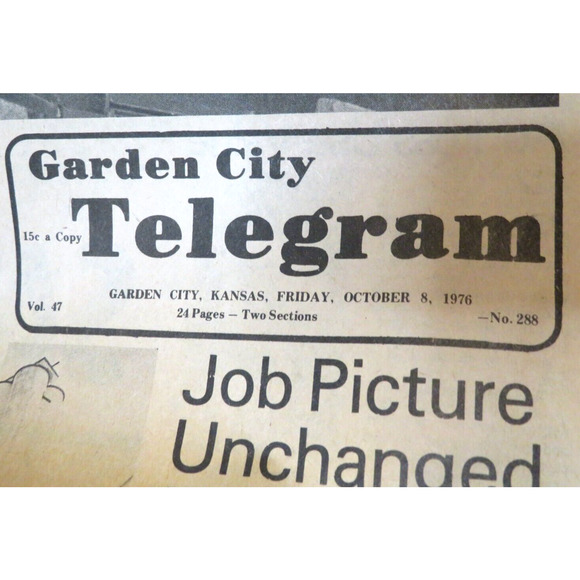 Garden City
15c a Copy Telegram
GARDEN CITY, KANSAS, FRIDAY, OCTOBER 8, 1976
Vol. 47 24 Pages — Two Sections —No. 288
Job Picture
Unchanged